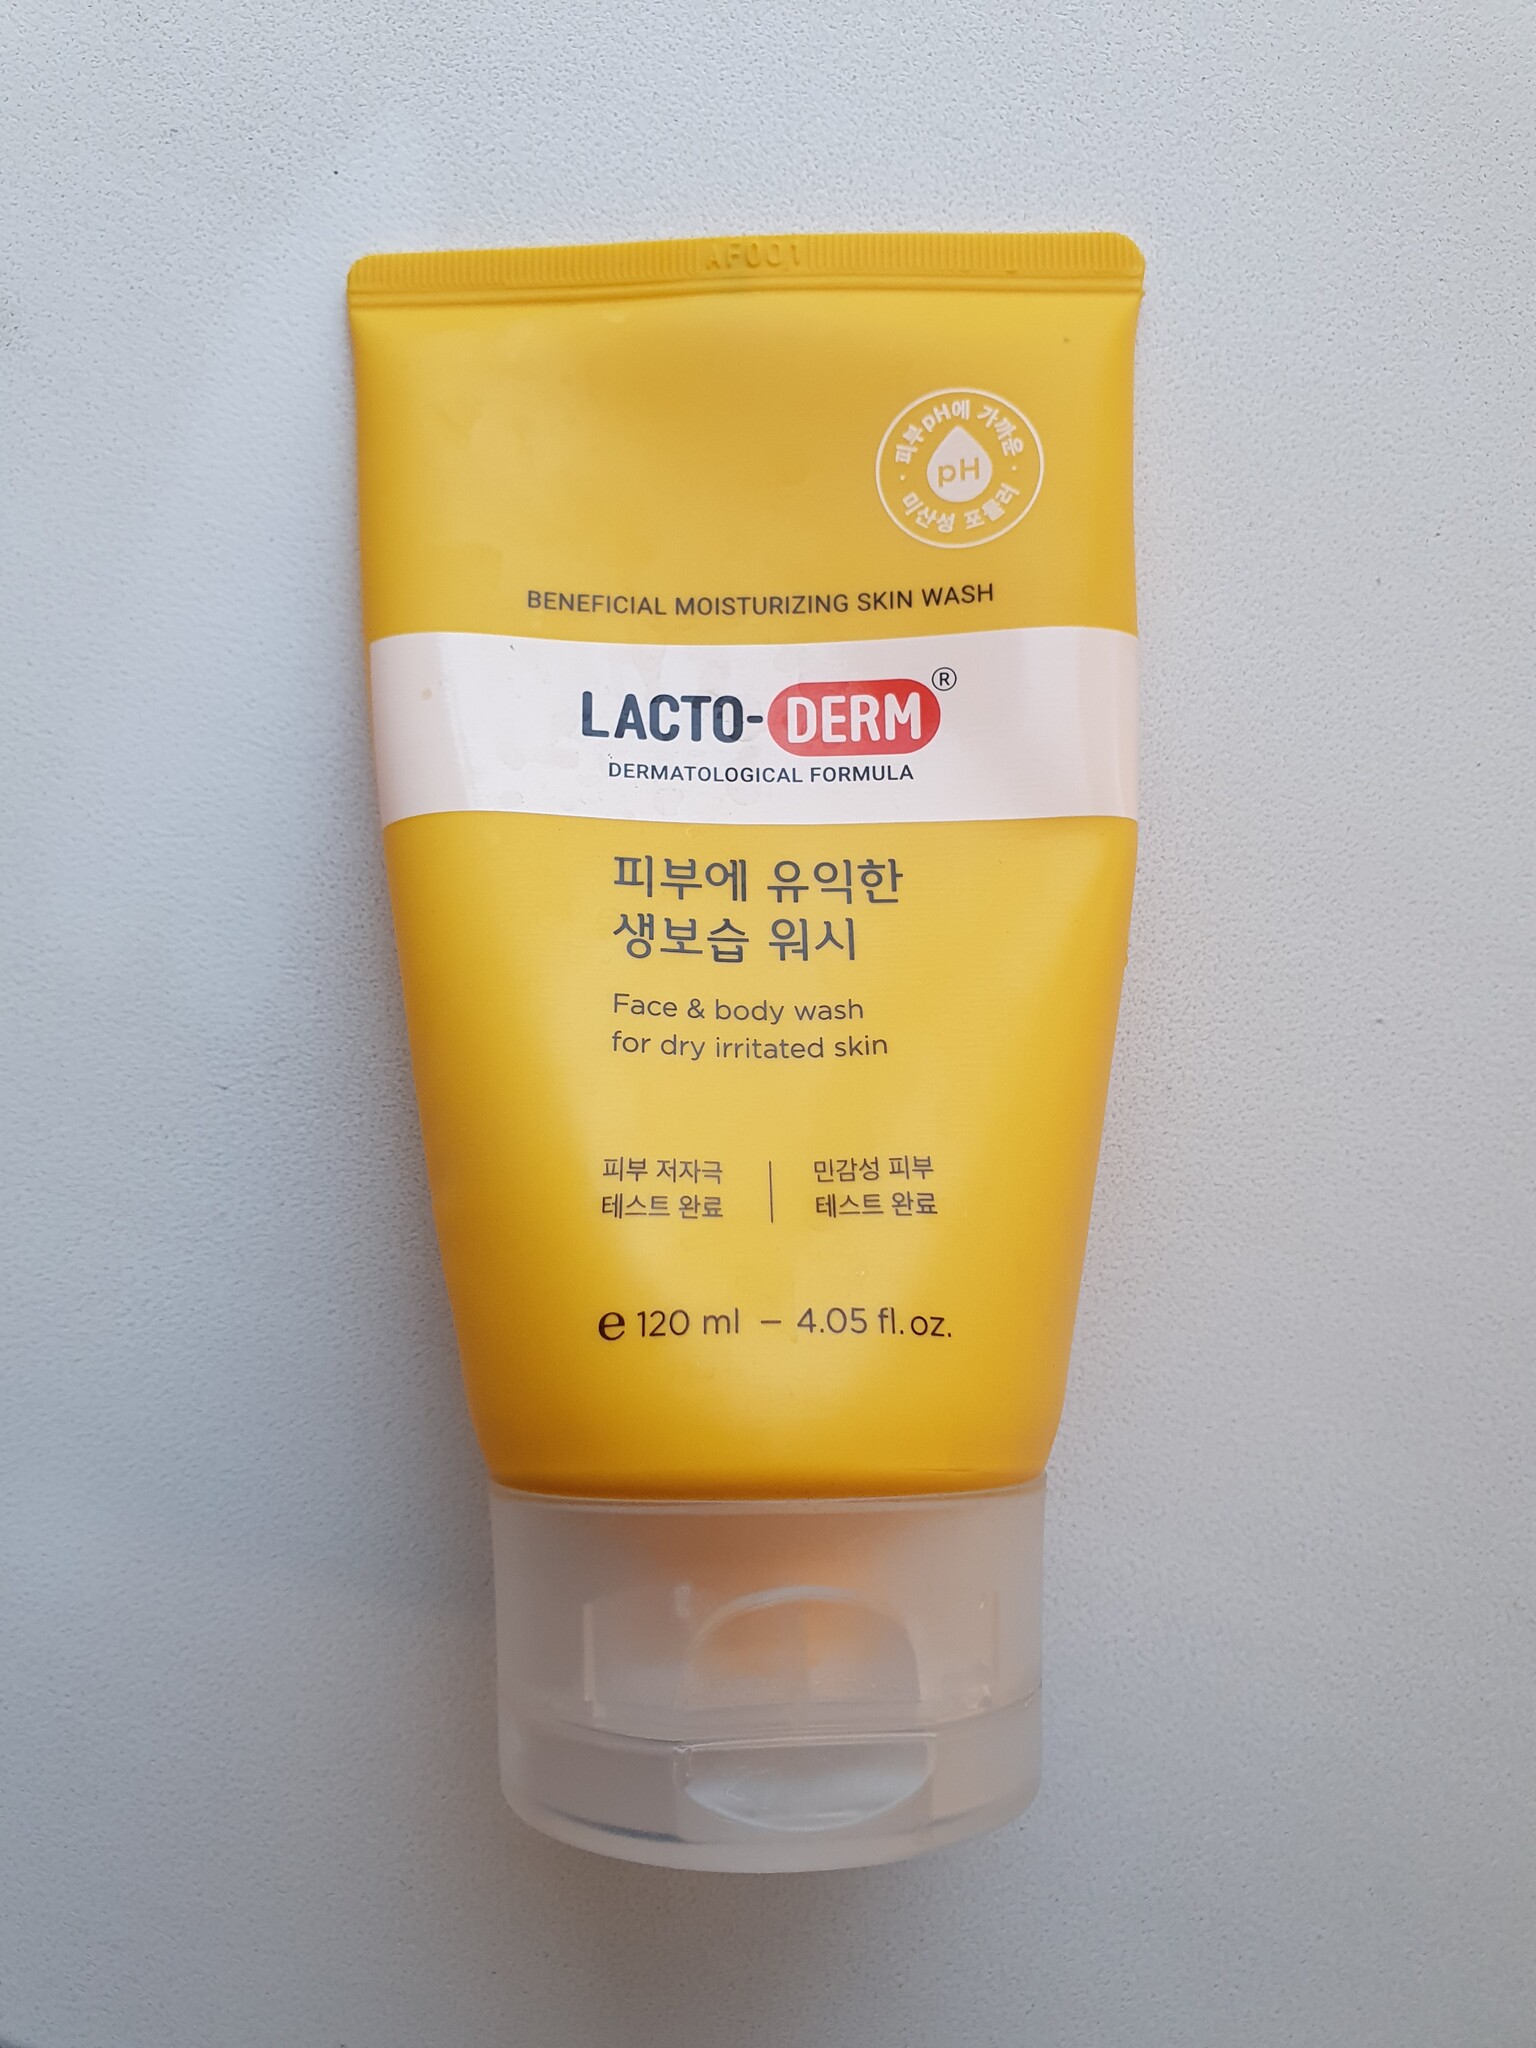 AF001
피부pH에 가까운
pH
미산성 포뮬러
BENEFICIAL MOISTURIZING SKIN WASH
LACTO-DERM®
DERMATOLOGICAL FORMULA
피부에 유익한
생보습 워시
Face & body wash
for dry irritated skin
피부 저자극
테스트 완료
민감성 피부
테스트 완료
℮ 120 ml – 4.05 fl.oz.